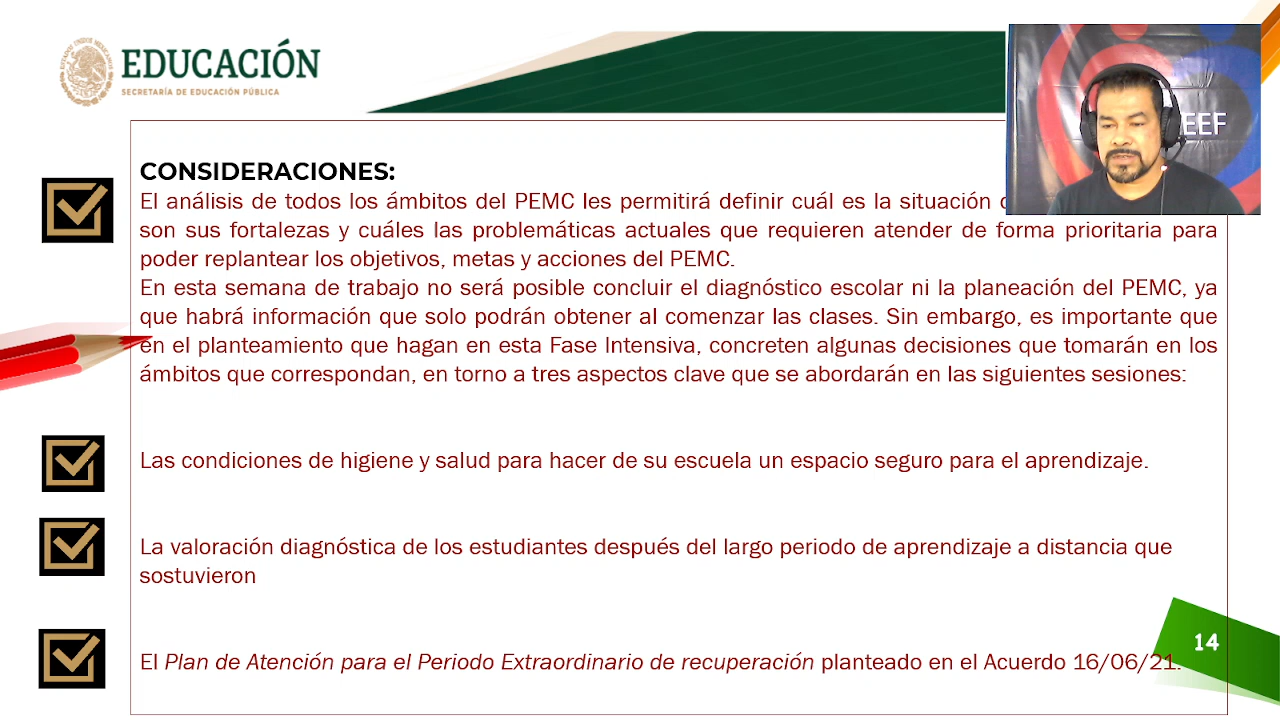 EDUCACIÓN
SECRETARÍA DE EDUCACIÓN PÚBLICA
EEF
CONSIDERACIONES:
El análisis de todos los ámbitos del PEMC les permitirá definir cuál es la situación
son sus fortalezas y cuáles las problemáticas actuales que requieren atender de forma prioritaria para
poder replantear los objetivos, metas y acciones del PEMC.
En esta semana de trabajo no será posible concluir el diagnóstico escolar ni la planeación del PEMC, ya
que habrá información que solo podrán obtener al comenzar las clases. Sin embargo, es importante que
en el planteamiento que hagan en esta Fase Intensiva, concreten algunas decisiones que tomarán en los
ámbitos que correspondan, en torno a tres aspectos clave que se abordarán en las siguientes sesiones:
Las condiciones de higiene y salud para hacer de su escuela un espacio seguro para el aprendizaje.
La valoración diagnóstica de los estudiantes después del largo periodo de aprendizaje a distancia que
sostuvieron
El Plan de Atención para el Periodo Extraordinario de recuperación planteado en el Acuerdo 16/06/21.
14